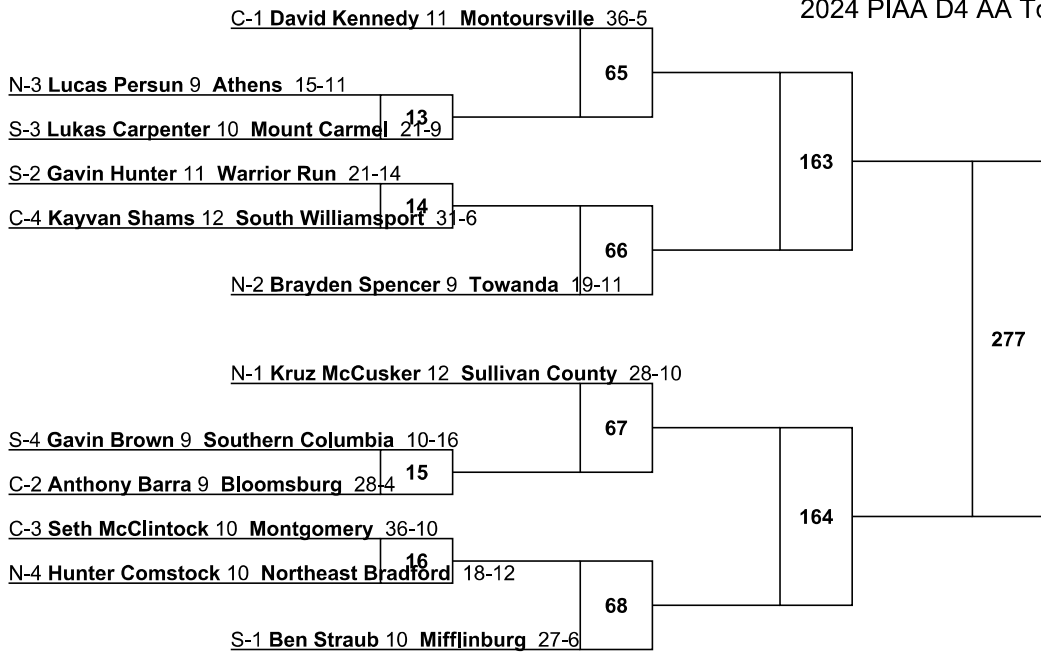 C-1 David Kennedy 11 Montoursville 36-5
2024 PIAA D4 AA To
65
N-3 Lucas Persun 9 Athens 15-11
13
S-3 Lukas Carpenter 10 Mount Carmel 21-9
163
S-2 Gavin Hunter 11 Warrior Run 21-14
14
C-4 Kayvan Shams 12 South Williamsport 31-6
66
N-2 Brayden Spencer 9 Towanda 19-11
277
N-1 Kruz McCusker 12 Sullivan County 28-10
67
S-4 Gavin Brown 9 Southern Columbia 10-16
15
C-2 Anthony Barra 9 Bloomsburg 28-4
164
C-3 Seth McClintock 10 Montgomery 36-10
16
N-4 Hunter Comstock 10 Northeast Bradford 18-12
68
S-1 Ben Straub 10 Mifflinburg 27-6